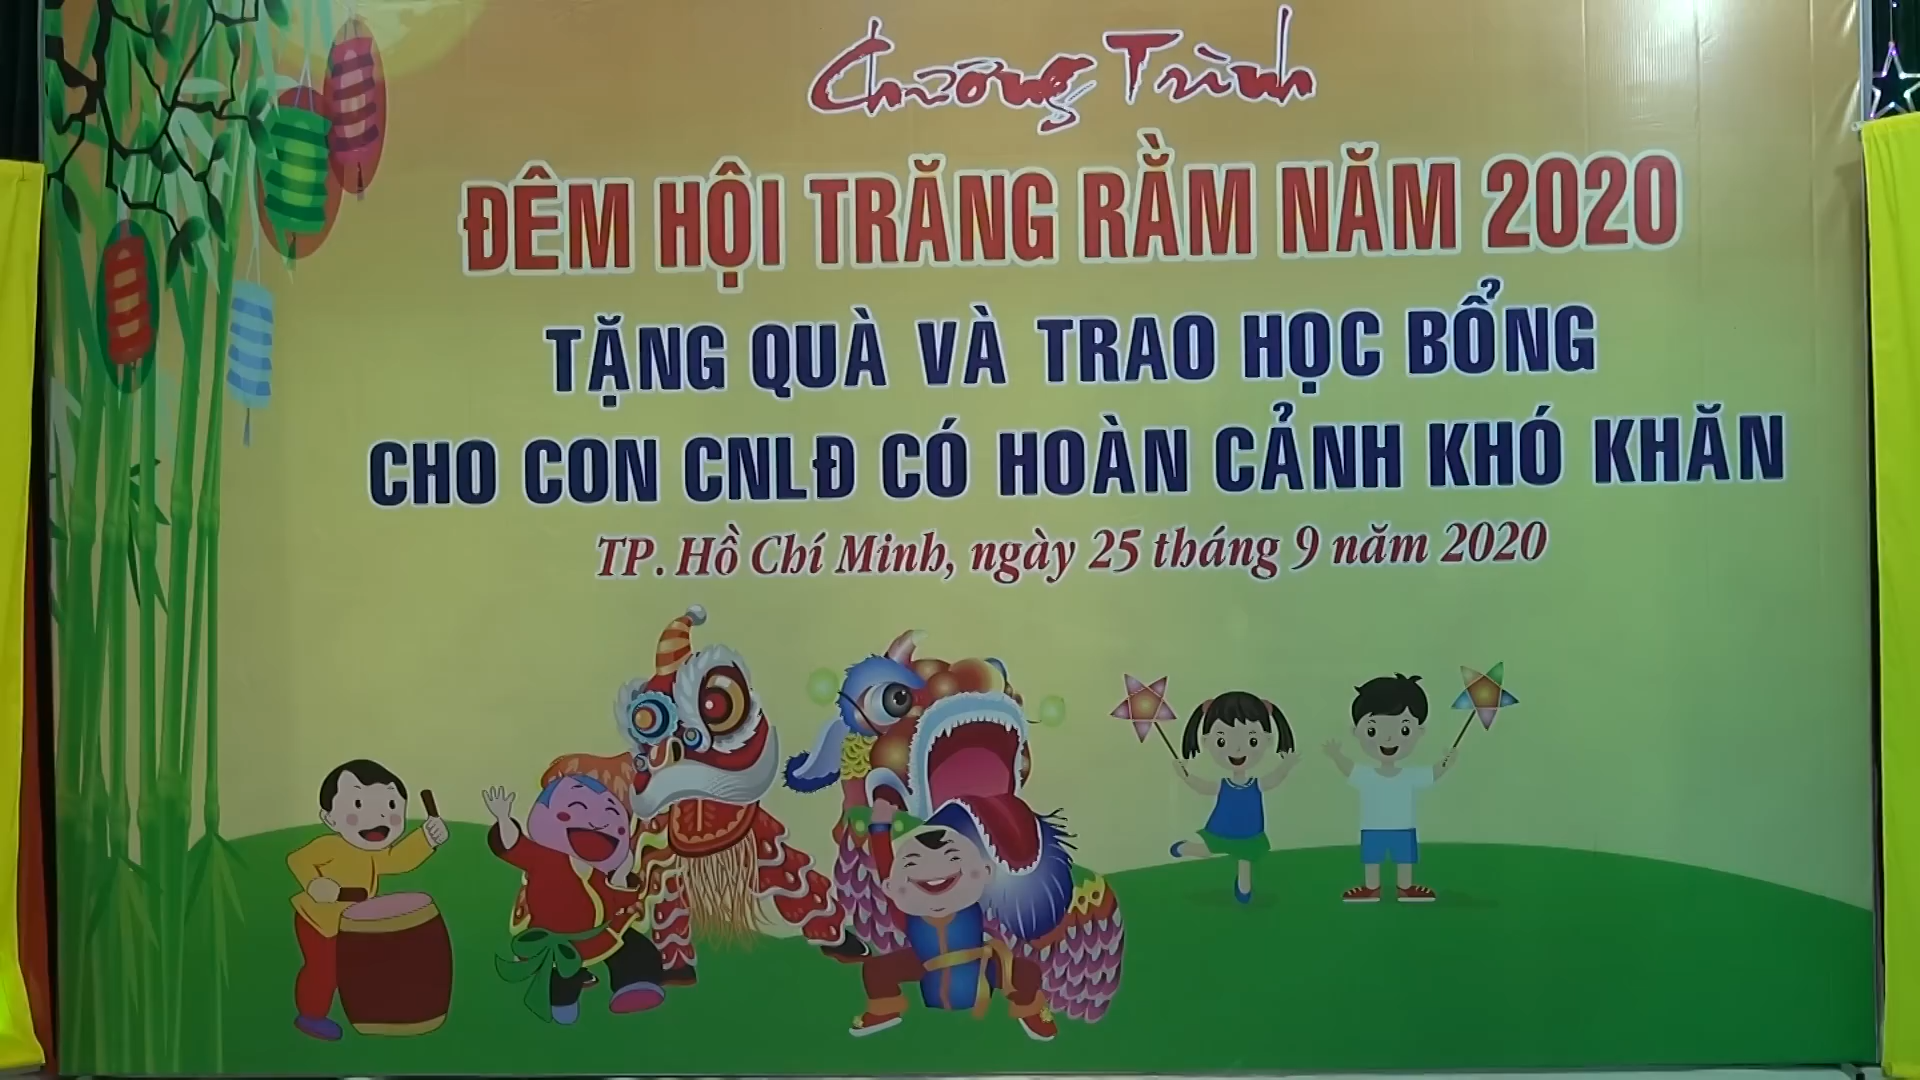 Chương Trình
ĐÊM HỘI TRĂNG RẰM NĂM 2020
TẶNG QUÀ VÀ TRAO HỌC BỔNG
CHO CON CNLĐ CÓ HOÀN CẢNH KHÓ KHĂN
TP. Hồ Chí Minh, ngày 25 tháng 9 năm 2020